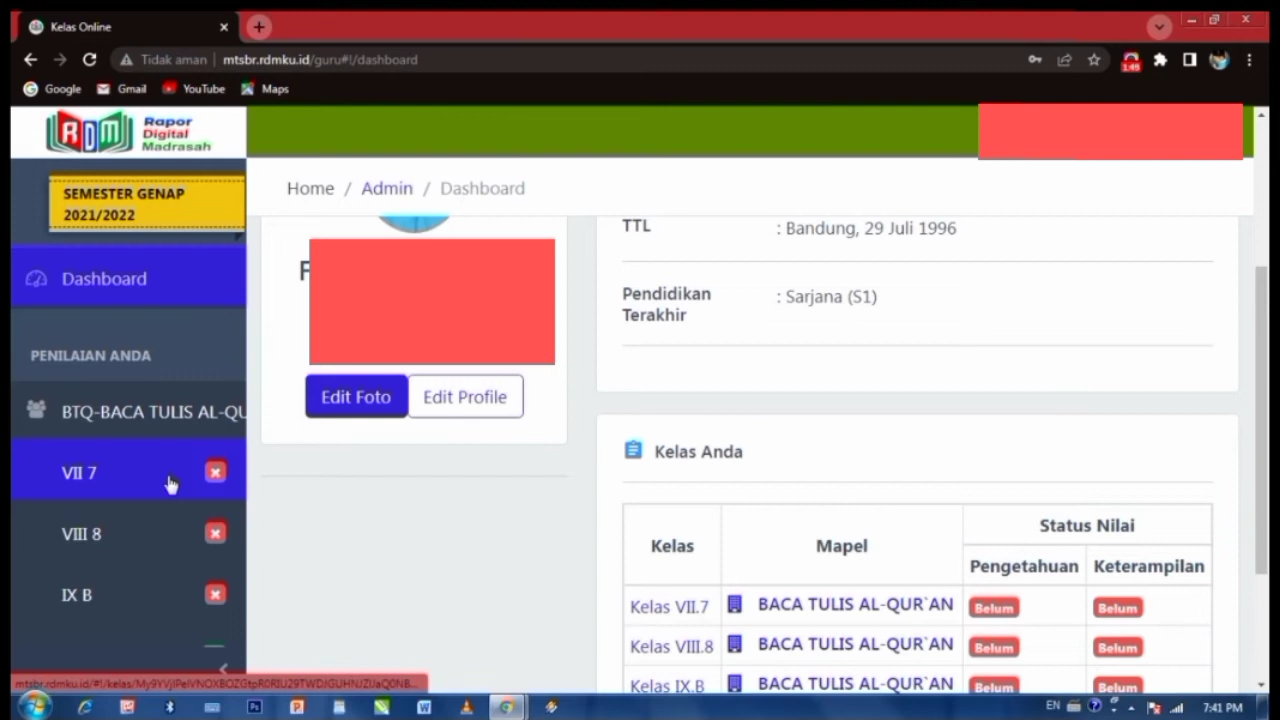 Kelas Online
Tidak aman
mtsbr.rdmku.id/guru#!/dashboard
1:45
Google
Gmail
YouTube
Maps
RDM
Rapor
Digital
Madrasah
SEMESTER GENAP
2021/2022
Home / Admin / Dashboard
Dashboard
PENILAIAN ANDA
BTQ-BACA TULIS AL-QU
VII 7
VIII 8
IX B
F
Edit Foto
Edit Profile
TTL : Bandung, 29 Juli 1996
Pendidikan : Sarjana (S1)
Terakhir
Kelas Anda
Kelas Mapel Status Nilai
Pengetahuan Keterampilan
Kelas VII.7 BACA TULIS AL-QUR`AN Belum Belum
Kelas VIII.8 BACA TULIS AL-QUR`AN Belum Belum
Kelas IX.B BACA TULIS AL-QUR`AN Belum Belum
EN
7:41 PM